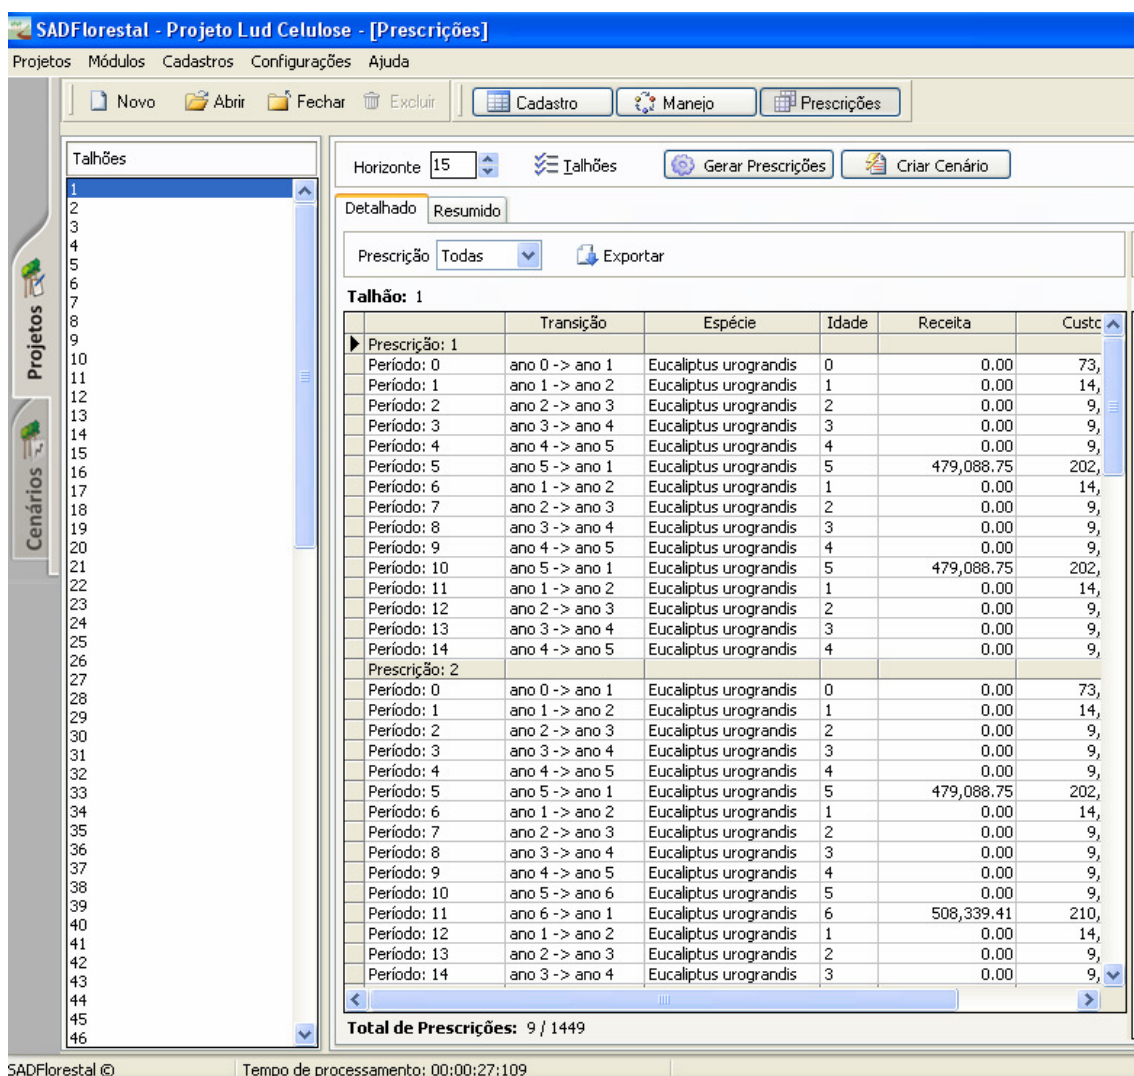 SADFlorestal - Projeto Lud Celulose - [Prescrições]
Projetos Módulos Cadastros Configurações Ajuda
Novo Abrir Fechar Excluir Cadastro Manejo Prescrições
Projetos
Cenários
Talhões
1
2
3
4
5
6
7
8
9
10
11
12
13
14
15
16
17
18
19
20
21
22
23
24
25
26
27
28
29
30
31
32
33
34
35
36
37
38
39
40
41
42
43
44
45
46
Horizonte 15 Talhões Gerar Prescrições Criar Cenário
Detalhado Resumido
Prescrição Todas Exportar
Talhão: 1
Transição Espécie Idade Receita Custo
Prescrição: 1
Período: 0 ano 0 -> ano 1 Eucaliptus urograndis 0 0.00 73,
Período: 1 ano 1 -> ano 2 Eucaliptus urograndis 1 0.00 14,
Período: 2 ano 2 -> ano 3 Eucaliptus urograndis 2 0.00 9,
Período: 3 ano 3 -> ano 4 Eucaliptus urograndis 3 0.00 9,
Período: 4 ano 4 -> ano 5 Eucaliptus urograndis 4 0.00 9,
Período: 5 ano 5 -> ano 1 Eucaliptus urograndis 5 479,088.75 202,
Período: 6 ano 1 -> ano 2 Eucaliptus urograndis 1 0.00 14,
Período: 7 ano 2 -> ano 3 Eucaliptus urograndis 2 0.00 9,
Período: 8 ano 3 -> ano 4 Eucaliptus urograndis 3 0.00 9,
Período: 9 ano 4 -> ano 5 Eucaliptus urograndis 4 0.00 9,
Período: 10 ano 5 -> ano 1 Eucaliptus urograndis 5 479,088.75 202,
Período: 11 ano 1 -> ano 2 Eucaliptus urograndis 1 0.00 14,
Período: 12 ano 2 -> ano 3 Eucaliptus urograndis 2 0.00 9,
Período: 13 ano 3 -> ano 4 Eucaliptus urograndis 3 0.00 9,
Período: 14 ano 4 -> ano 5 Eucaliptus urograndis 4 0.00 9,
Prescrição: 2
Período: 0 ano 0 -> ano 1 Eucaliptus urograndis 0 0.00 73,
Período: 1 ano 1 -> ano 2 Eucaliptus urograndis 1 0.00 14,
Período: 2 ano 2 -> ano 3 Eucaliptus urograndis 2 0.00 9,
Período: 3 ano 3 -> ano 4 Eucaliptus urograndis 3 0.00 9,
Período: 4 ano 4 -> ano 5 Eucaliptus urograndis 4 0.00 9,
Período: 5 ano 5 -> ano 1 Eucaliptus urograndis 5 479,088.75 202,
Período: 6 ano 1 -> ano 2 Eucaliptus urograndis 1 0.00 14,
Período: 7 ano 2 -> ano 3 Eucaliptus urograndis 2 0.00 9,
Período: 8 ano 3 -> ano 4 Eucaliptus urograndis 3 0.00 9,
Período: 9 ano 4 -> ano 5 Eucaliptus urograndis 4 0.00 9,
Período: 10 ano 5 -> ano 6 Eucaliptus urograndis 5 0.00 9,
Período: 11 ano 6 -> ano 1 Eucaliptus urograndis 6 508,339.41 210,
Período: 12 ano 1 -> ano 2 Eucaliptus urograndis 1 0.00 14,
Período: 13 ano 2 -> ano 3 Eucaliptus urograndis 2 0.00 9,
Período: 14 ano 3 -> ano 4 Eucaliptus urograndis 3 0.00 9,
Total de Prescrições: 9 / 1449
SADFlorestal © Tempo de processamento: 00:00:27:109